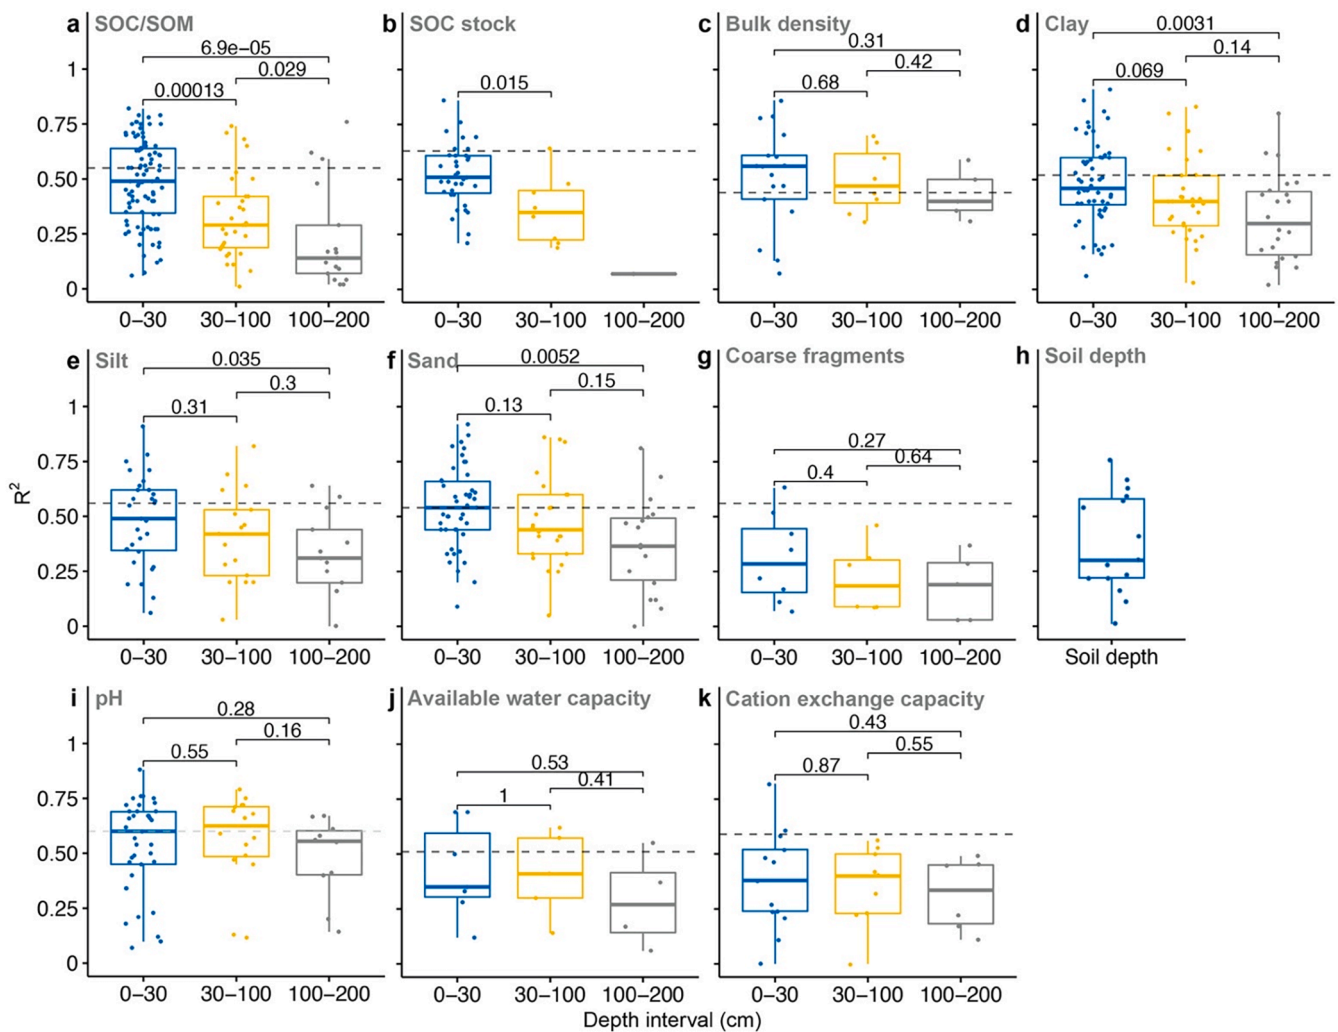 a SOC/SOM
6.9e−05
0.029
0.00013
b SOC stock
0.015
c Bulk density
0.31
0.42
0.68
d Clay
0.0031
0.14
0.069
1
0.75
0.50
0.25
0
0−30 30−100 100−200
0−30 30−100 100−200
0−30 30−100 100−200
0−30 30−100 100−200
e Silt
0.035
0.3
0.31
f Sand
0.0052
0.15
0.13
g Coarse fragments
0.27
0.64
0.4
h Soil depth
1
0.75
0.50
0.25
0
R2
0−30 30−100 100−200
0−30 30−100 100−200
0−30 30−100 100−200
Soil depth
i pH
0.28
0.16
0.55
j Available water capacity
0.53
0.41
1
k Cation exchange capacity
0.43
0.55
0.87
1
0.75
0.50
0.25
0
0−30 30−100 100−200
0−30 30−100 100−200
0−30 30−100 100−200
Depth interval (cm)